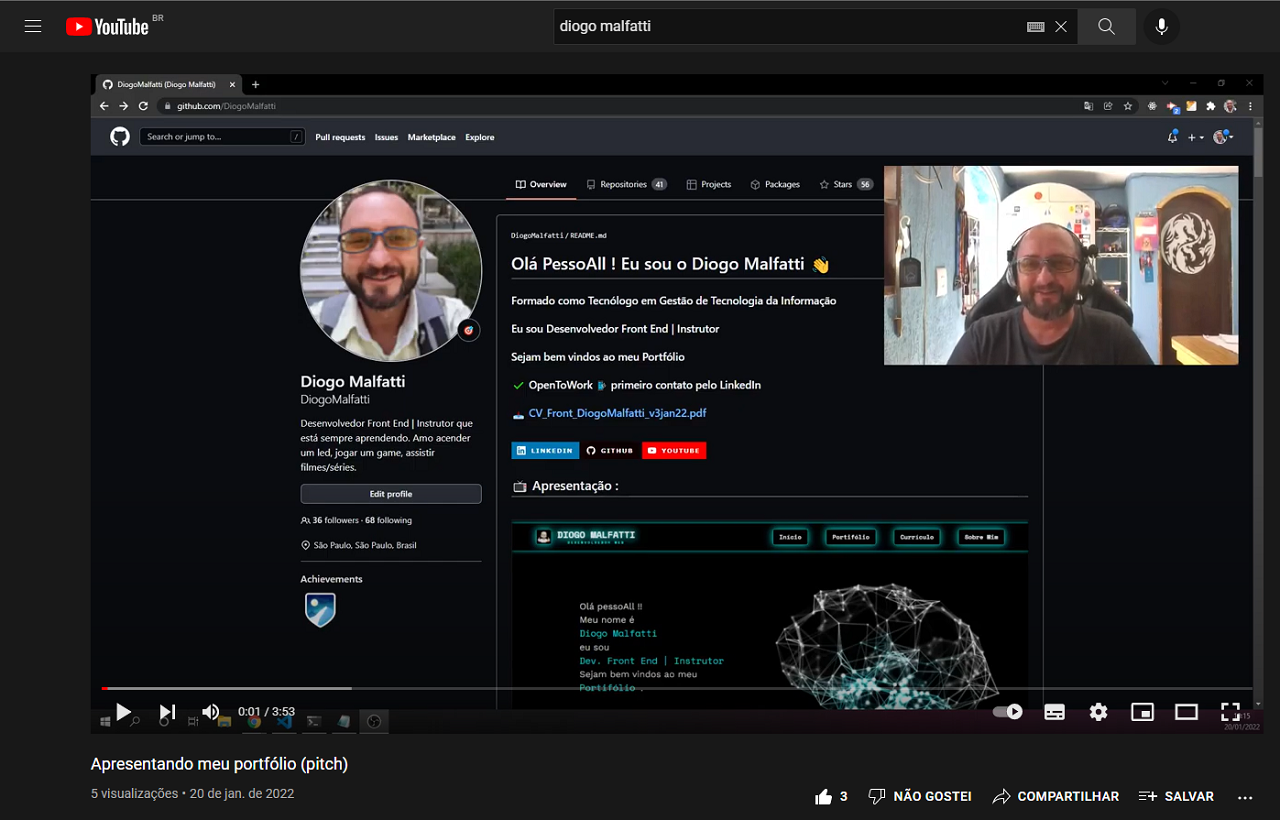 YouTube BR
diogo malfatti
DiogoMalfatti (Diogo Malfatti)
github.com/DiogoMalfatti
Search or jump to... /
Pull requests Issues Marketplace Explore
Overview Repositories 41 Projects Packages Stars 56
DiogoMalfatti / README.md
Olá PessoAll ! Eu sou o Diogo Malfatti 👋
Formado como Tecnólogo em Gestão de Tecnologia da Informação
Eu sou Desenvolvedor Front End | Instrutor
Sejam bem vindos ao meu Portfólio
OpenToWork primeiro contato pelo LinkedIn
CV_Front_DiogoMalfatti_v3jan22.pdf
LINKEDIN GITHUB YOUTUBE
Apresentação :
Diogo Malfatti
DiogoMalfatti
Desenvolvedor Front End | Instrutor que
está sempre aprendendo. Amo acender
um led, jogar um game, assistir
filmes/séries.
Edit profile
36 followers · 68 following
São Paulo, São Paulo, Brasil
Achievements
DIOGO MALFATTI
DESENVOLVEDOR WEB
Início Portifólio Currículo Sobre Mim
Olá pessoAll !!
Meu nome é
Diogo Malfatti
eu sou
Dev. Front End | Instrutor
Sejam bem vindos ao meu
Portifólio .
0:01 / 3:53
20/01/2022
Apresentando meu portfólio (pitch)
5 visualizações • 20 de jan. de 2022
3 NÃO GOSTEI COMPARTILHAR SALVAR